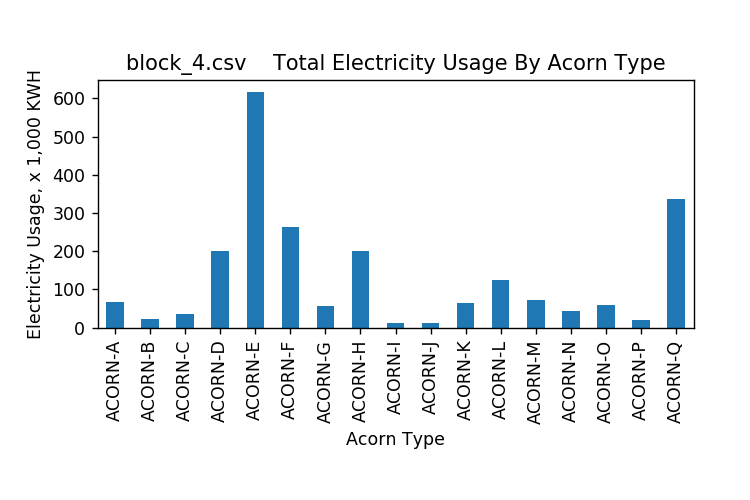 block_4.csv    Total Electricity Usage By Acorn Type
Electricity Usage, x 1,000 KWH
600
500
400
300
200
100
0
ACORN-A
ACORN-B
ACORN-C
ACORN-D
ACORN-E
ACORN-F
ACORN-G
ACORN-H
ACORN-I
ACORN-J
ACORN-K
ACORN-L
ACORN-M
ACORN-N
ACORN-O
ACORN-P
ACORN-Q
Acorn Type